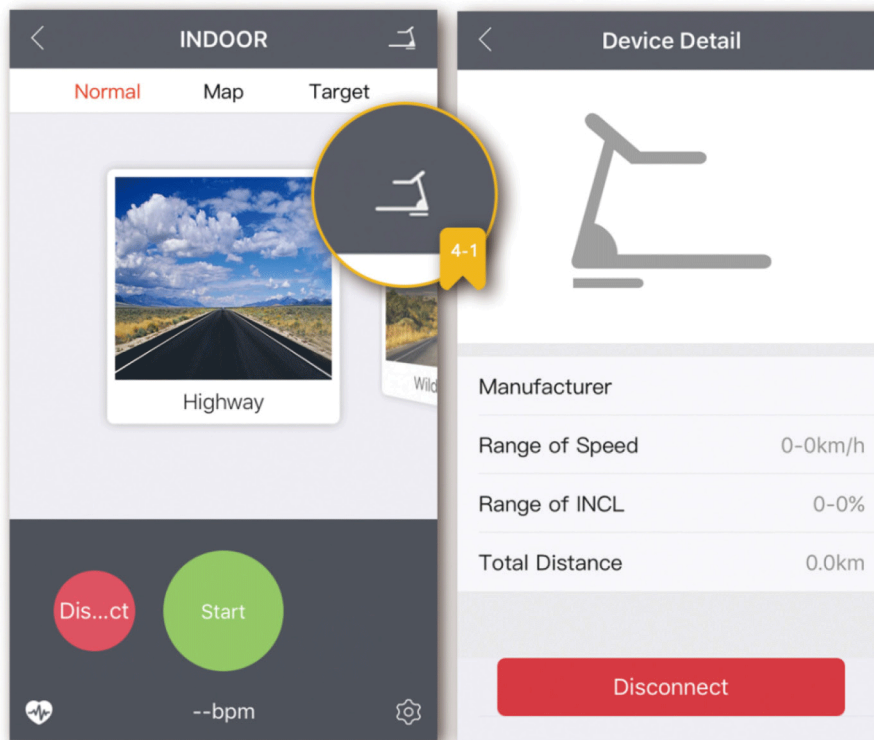 INDOOR
Normal Map Target
4-1
Highway
Wild
Dis...ct
Start
--bpm
Device Detail
Manufacturer
Range of Speed 0-0km/h
Range of INCL 0-0%
Total Distance 0.0km
Disconnect